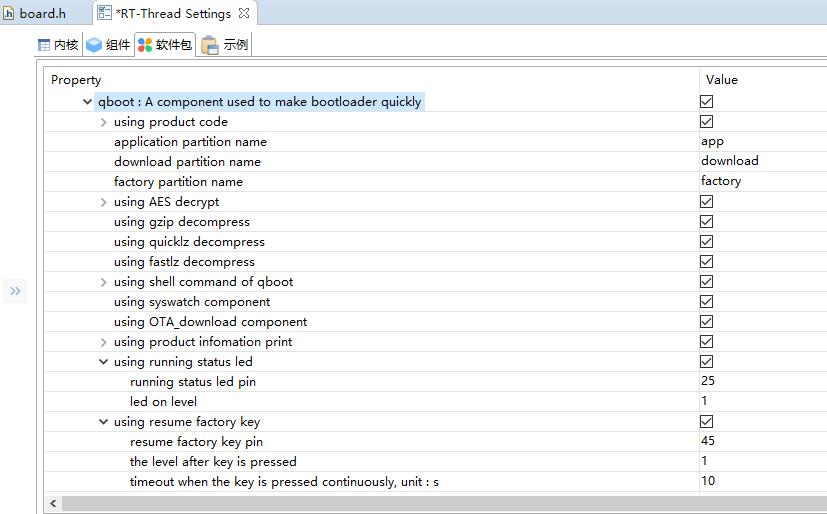 board.h *RT-Thread Settings
内核 组件 软件包 示例
Property Value
qboot : A component used to make bootloader quickly
using product code
application partition name app
download partition name download
factory partition name factory
using AES decrypt
using gzip decompress
using quicklz decompress
using fastlz decompress
using shell command of qboot
using syswatch component
using OTA_download component
using product infomation print
using running status led
running status led pin 25
led on level 1
using resume factory key
resume factory key pin 45
the level after key is pressed 1
timeout when the key is pressed continuously, unit : s 10